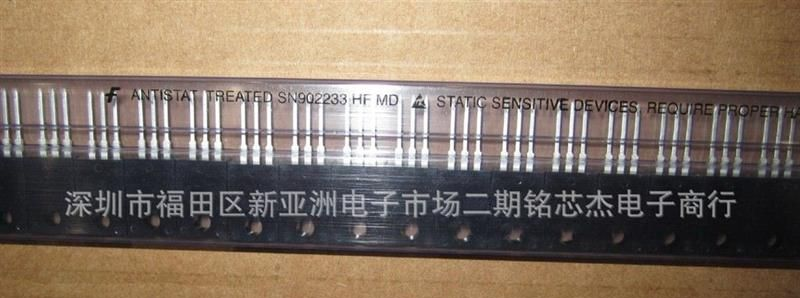 F ANTISTAT TREATED SN902233 HF MD STATIC SENSITIVE DEVICES REQUIRE PROPER HA
深圳市福田区新亚洲电子市场二期铭芯杰电子商行